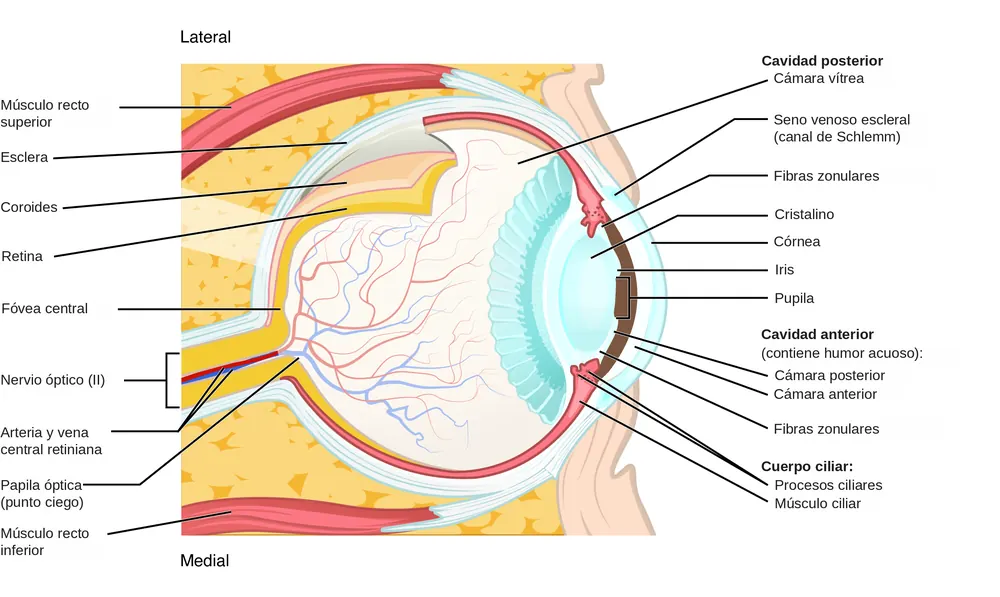 Lateral
Músculo recto
superior
Esclera
Coroides
Retina
Fóvea central
Nervio óptico (II)
Arteria y vena
central retiniana
Papila óptica
(punto ciego)
Músculo recto
inferior
Medial
Cavidad posterior
Cámara vítrea
Seno venoso escleral
(canal de Schlemm)
Fibras zonulares
Cristalino
Córnea
Iris
Pupila
Cavidad anterior
(contiene humor acuoso):
Cámara posterior
Cámara anterior
Fibras zonulares
Cuerpo ciliar:
Procesos ciliares
Músculo ciliar